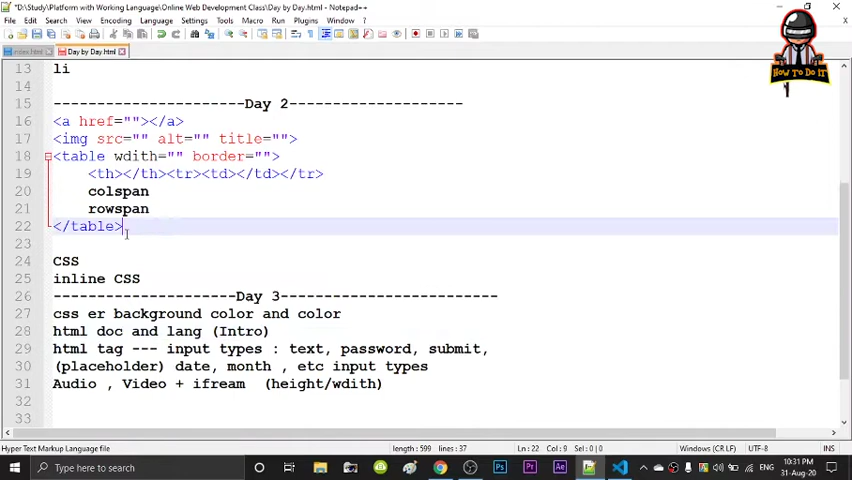 *D:\Study\Platform with Working Language\Online Web Development Class\Day by Day.html - Notepad++
File Edit Search View Encoding Language Settings Tools Macro Run Plugins Window ?
index.html Day by Day.html
HOW TO DO IT
13 li
14
15 ----------------------Day 2--------------------
16 <a href=""></a>
17 <img src="" alt="" title="">
18 <table wdith="" border="">
19 <th></th><tr><td></td></tr>
20 colspan
21 rowspan
22 </table>
23
24 CSS
25 inline CSS
26 ---------------------Day 3-------------------------
27 css er background color and color
28 html doc and lang (Intro)
29 html tag --- input types : text, password, submit,
30 (placeholder) date, month , etc input types
31 Audio , Video + ifream (height/wdith)
32
33
Hyper Text Markup Language file length : 599 lines : 37 Ln : 22 Col : 9 Sel : 0 | 0 Windows (CR LF) UTF-8 INS
Type here to search Ps Pr Ae ENG 10:31 PM
31-Aug-20